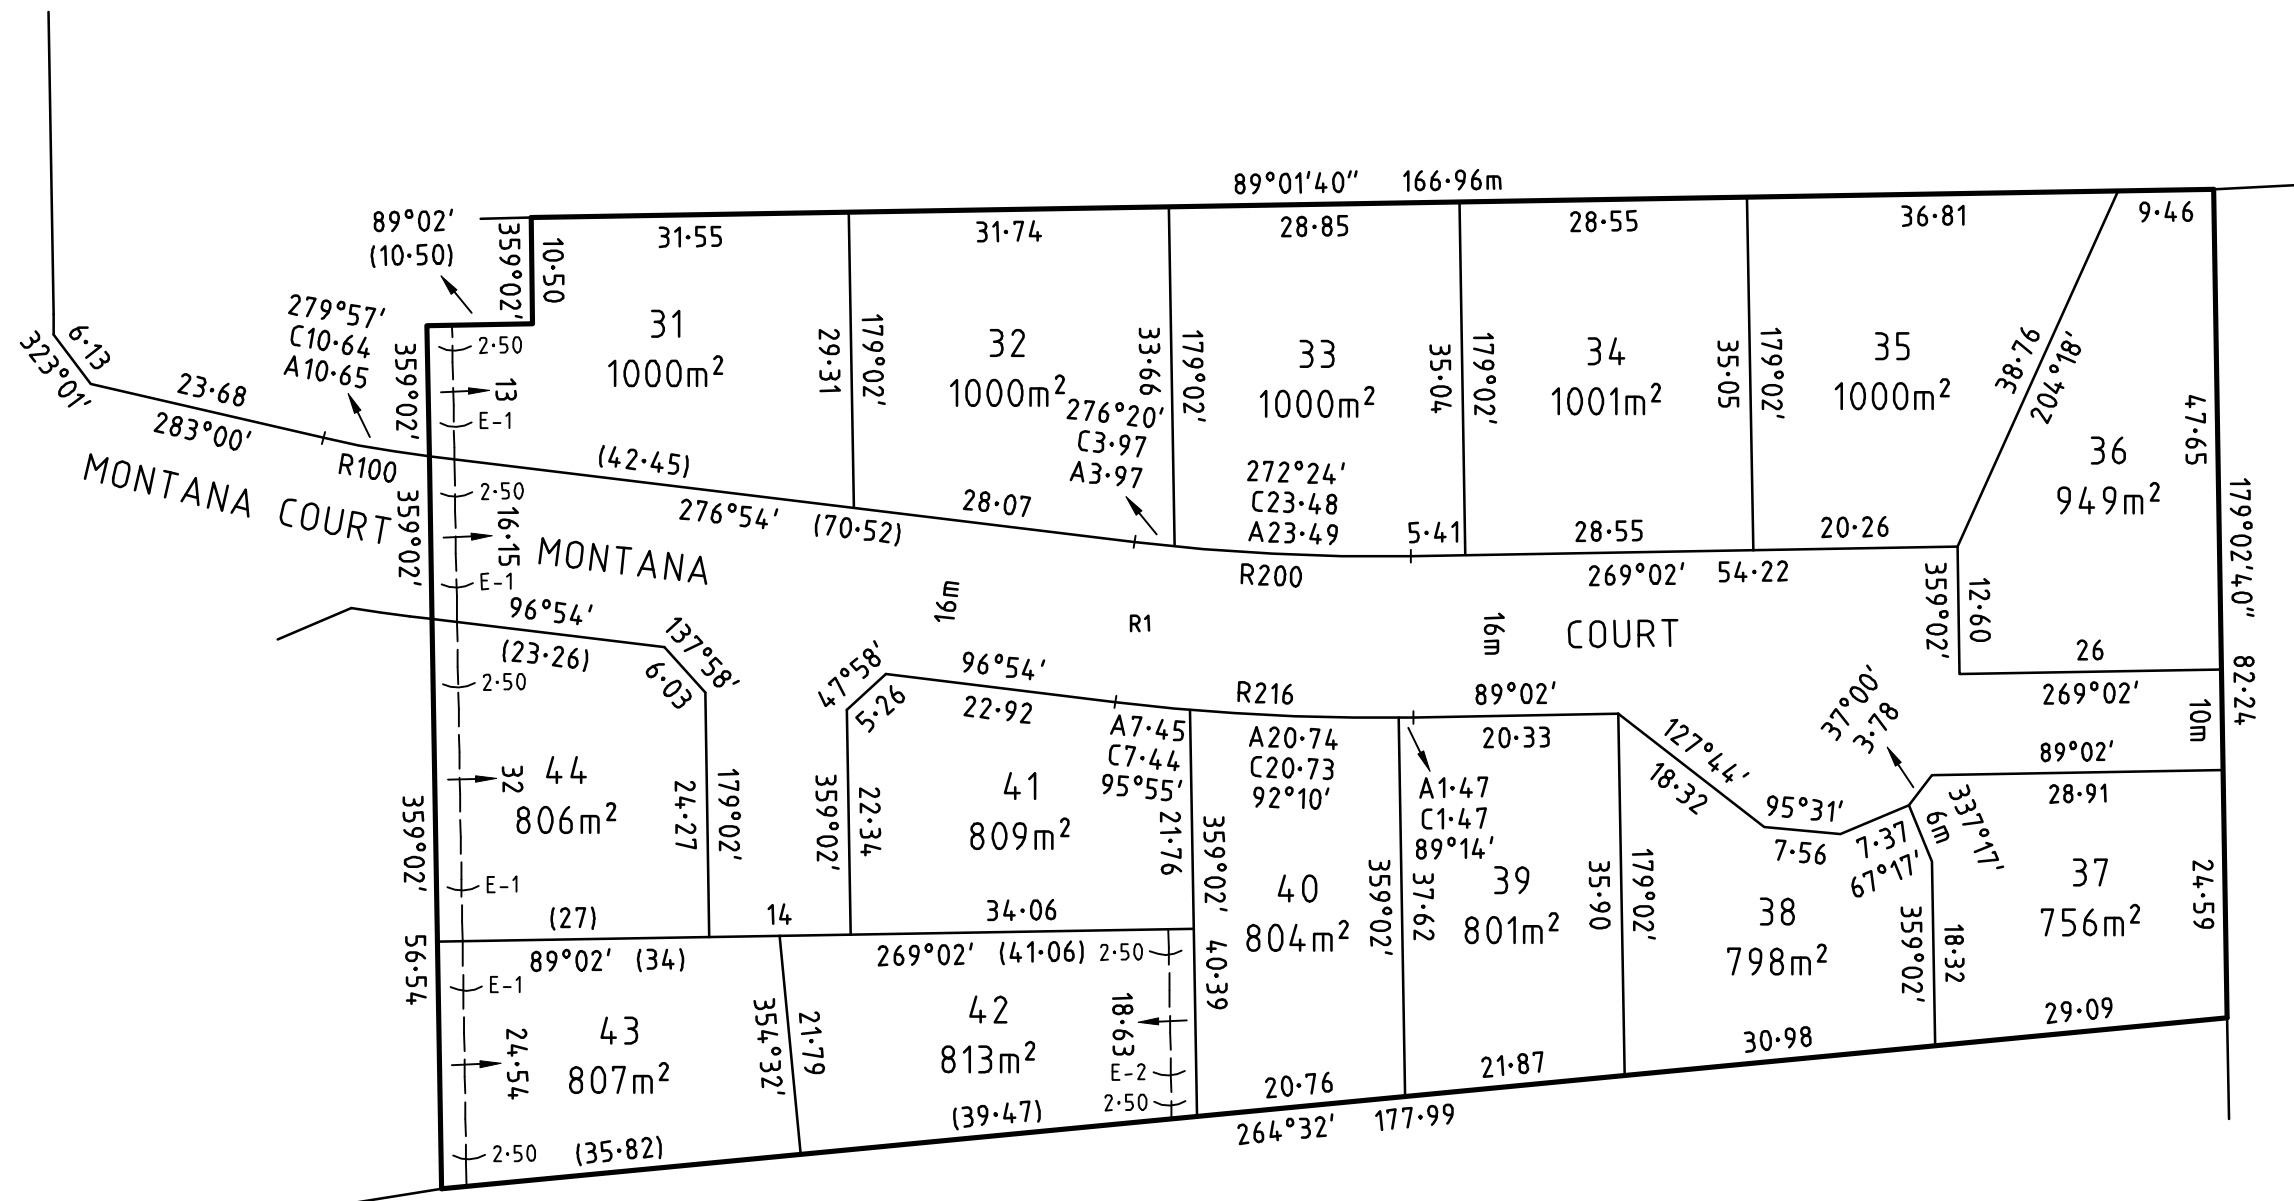 89°01'40" 166·96m
89°02'
(10·50)
359°02'
10·50
31·55
31·74
28·85
28·55
36·81
9·46
6·13
323°01'
23·68
283°00'
279°57'
C10·64
A10·65
R100
MONTANA COURT
359°02'
2·50
13
E-1
31
1000m²
29·31
179°02'
(42·45)
276°54' (70·52)
32
1000m²
33·66
179°02'
28·07
276°20'
C3·97
A3·97
33
1000m²
35·04
179°02'
272°24'
C23·48
A23·49
5·41
R200
34
1001m²
35·05
179°02'
28·55
35
1000m²
20·26
269°02' 54·22
38·76
204°18'
36
949m²
47·65
179°02'40" 82·24
359°02'
12·60
26
269°02'
10m
359°02'
2·50
16·15
E-1
MONTANA
COURT
19m
R1
16m
96°54'
(23·26)
137°58'
6·03
2·50
32
44
806m²
24·27
179°02'
E-1
(27)
14
359°02'
56·54
47°58'
5·26
96°54'
22·92
359°02'
22·34
41
809m²
A7·45
C7·44
95°55'
21·76
34·06
R216
A20·74
C20·73
92°10'
359°02' 40·39
40
804m²
20·76
89°02'
20·33
A1·47
C1·47
89°14'
359°02'
37·62
39
801m²
35·90
179°02'
21·87
127°44'
18·32
95°31'
7·56
7·37
67°17'
37°00'
3·78
38
798m²
30·98
89°02'
28·91
337°17'
6m
359°02'
18·32
37
756m²
24·59
29·09
89°02' (34)
E-1
24·54
2·50
43
807m²
(35·82)
354°32'
21·79
269°02' (41·06)
2·50
42
813m²
18·63
E-2
2·50
(39·47)
264°32' 177·99